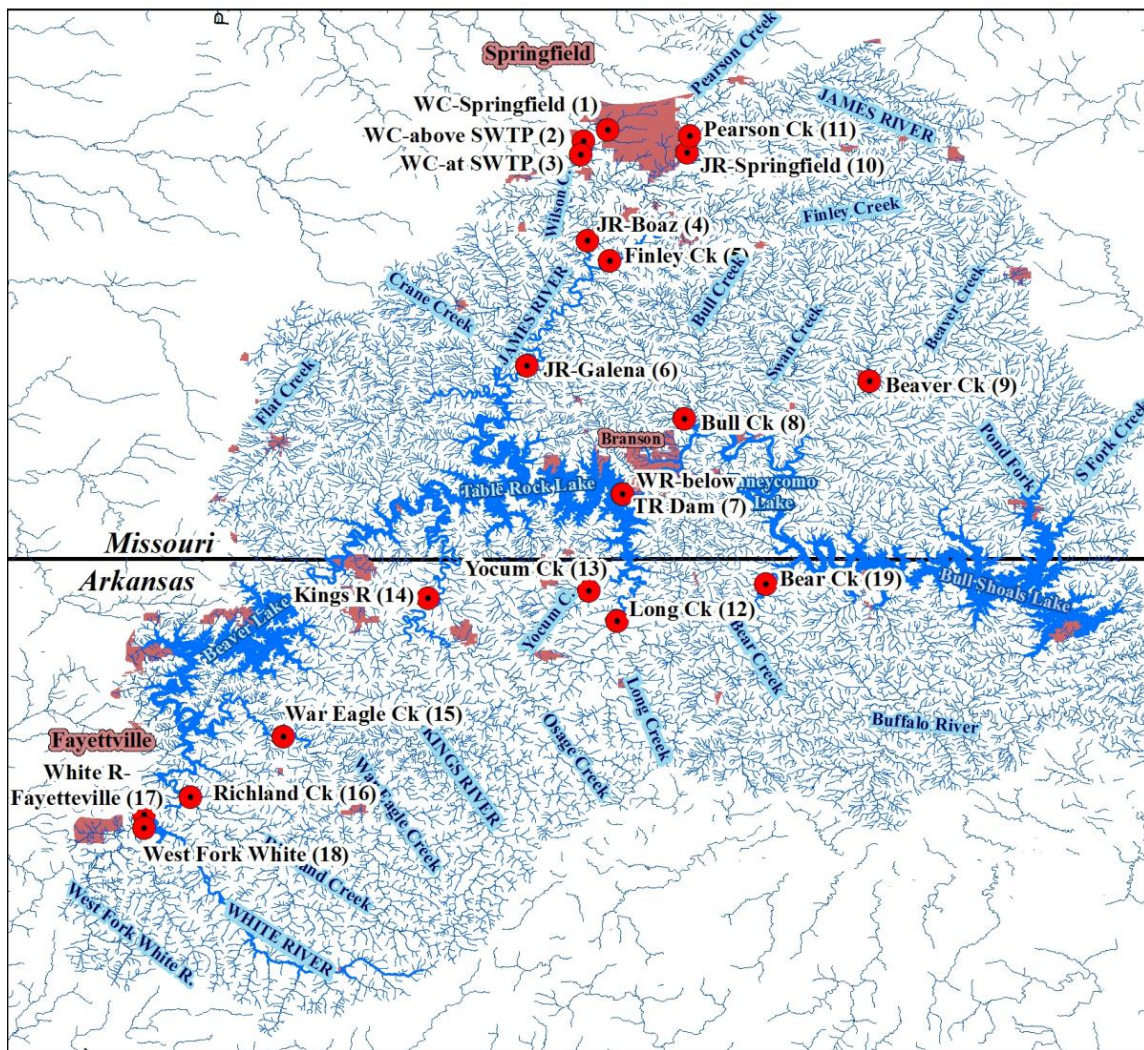 Springfield
Pearson Creek
WC-Springfield (1)
JAMES RIVER
WC-above SWTP (2)
Pearson Ck (11)
WC-at SWTP (3)
JR-Springfield (10)
Wilson C.
Finley Creek
JR-Boaz (4)
Finley Ck (5)
Bull Creek
Beaver Creek
Crane Creek
JAMES RIVER
Swan Creek
JR-Galena (6)
Beaver Ck (9)
Flat Creek
Bull Ck (8)
Branson
Pond Fork
S Fork Creek
Table Rock Lake
WR-below
TR Dam (7)
Lake
Missouri
Arkansas
Yocum Ck (13)
Bear Ck (19)
Bull Shoals Lake
Kings R (14)
Yocum C.
Long Ck (12)
Beaver Lake
Bear Creek
War Eagle Ck (15)
Long Creek
Buffalo River
Fayettville
KINGS RIVER
Osage Creek
White R-
Fayetteville (17)
Richland Ck (16)
War Eagle Creek
West Fork White (18)
Creek
West Fork White R.
WHITE RIVER